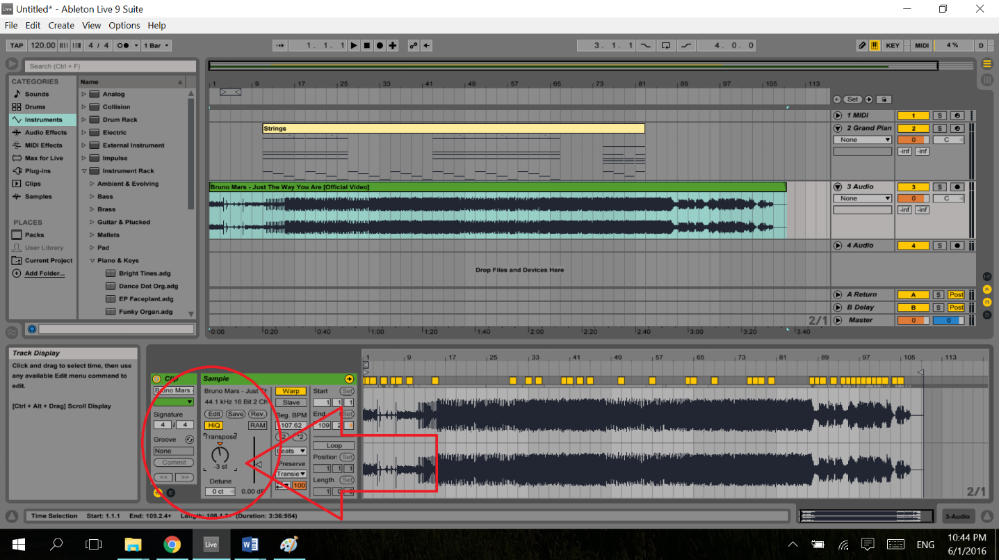 Live Untitled* - Ableton Live 9 Suite
File Edit Create View Options Help
TAP 120.00 4 / 4 1 Bar 1. 1. 1 3. 1. 1 4. 0. 0 KEY MIDI 4 % D
Search (Ctrl + F)
CATEGORIES
Sounds
Drums
Instruments
Audio Effects
MIDI Effects
Max for Live
Plug-ins
Clips
Samples
PLACES
Packs
User Library
Current Project
Add Folder...
Name
Analog
Collision
Drum Rack
Electric
External Instrument
Impulse
Instrument Rack
Ambient & Evolving
Bass
Brass
Guitar & Plucked
Mallets
Pad
Piano & Keys
Bright Tines.adg
Dance Dot Org.adg
EP Faceplant.adg
Funky Organ.adg
1 9 17 25 33 41 49 57 65 73 81 89 97 105 113
Set
Strings
Bruno Mars - Just The Way You Are [Official Video]
Drop Files and Devices Here
1 MIDI 1 S
2 Grand Pian 2 S
None 0 C
-inf -inf
3 Audio 3 S
None 0 C
-inf -inf
4 Audio 4 S
A Return A S Post
B Delay B S Post
2/1 Master 0 0
0:00 0:20 0:40 1:00 1:20 1:40 2:00 2:20 2:40 3:00 3:20 3:40
I-O
R
M
D
Track Display
Click and drag to select time, then use
any available Edit menu command to
edit.
[Ctrl + Alt + Drag] Scroll Display
Clip
Bruno Mars -
Signature
4 / 4
Groove
None
Commit
<< >>
E
Sample
Bruno Mars - Just Th
44.1 kHz 16 Bit 2 Ch
Edit Save Rev.
HiQ RAM
Transpose
-3 st
Detune
0 ct 0.00 dB
Warp
Slave
Seg. BPM
107.62
:2 *2
Beats
Preserve
Transie
100
Start Set
1 1 1
End Set
109 2 4
Loop
Position Set
1 1 1
Length Set
1 0 0
1 9 17 25 33 41 49 57 65 73 81 89 97 105 113
2/1
Time Selection Start: 1.1.1 End: 109.2.4+ Length: 108.1.3+ (Duration: 3:36:984)
3-Audio
Live
ENG
10:44 PM
6/1/2016